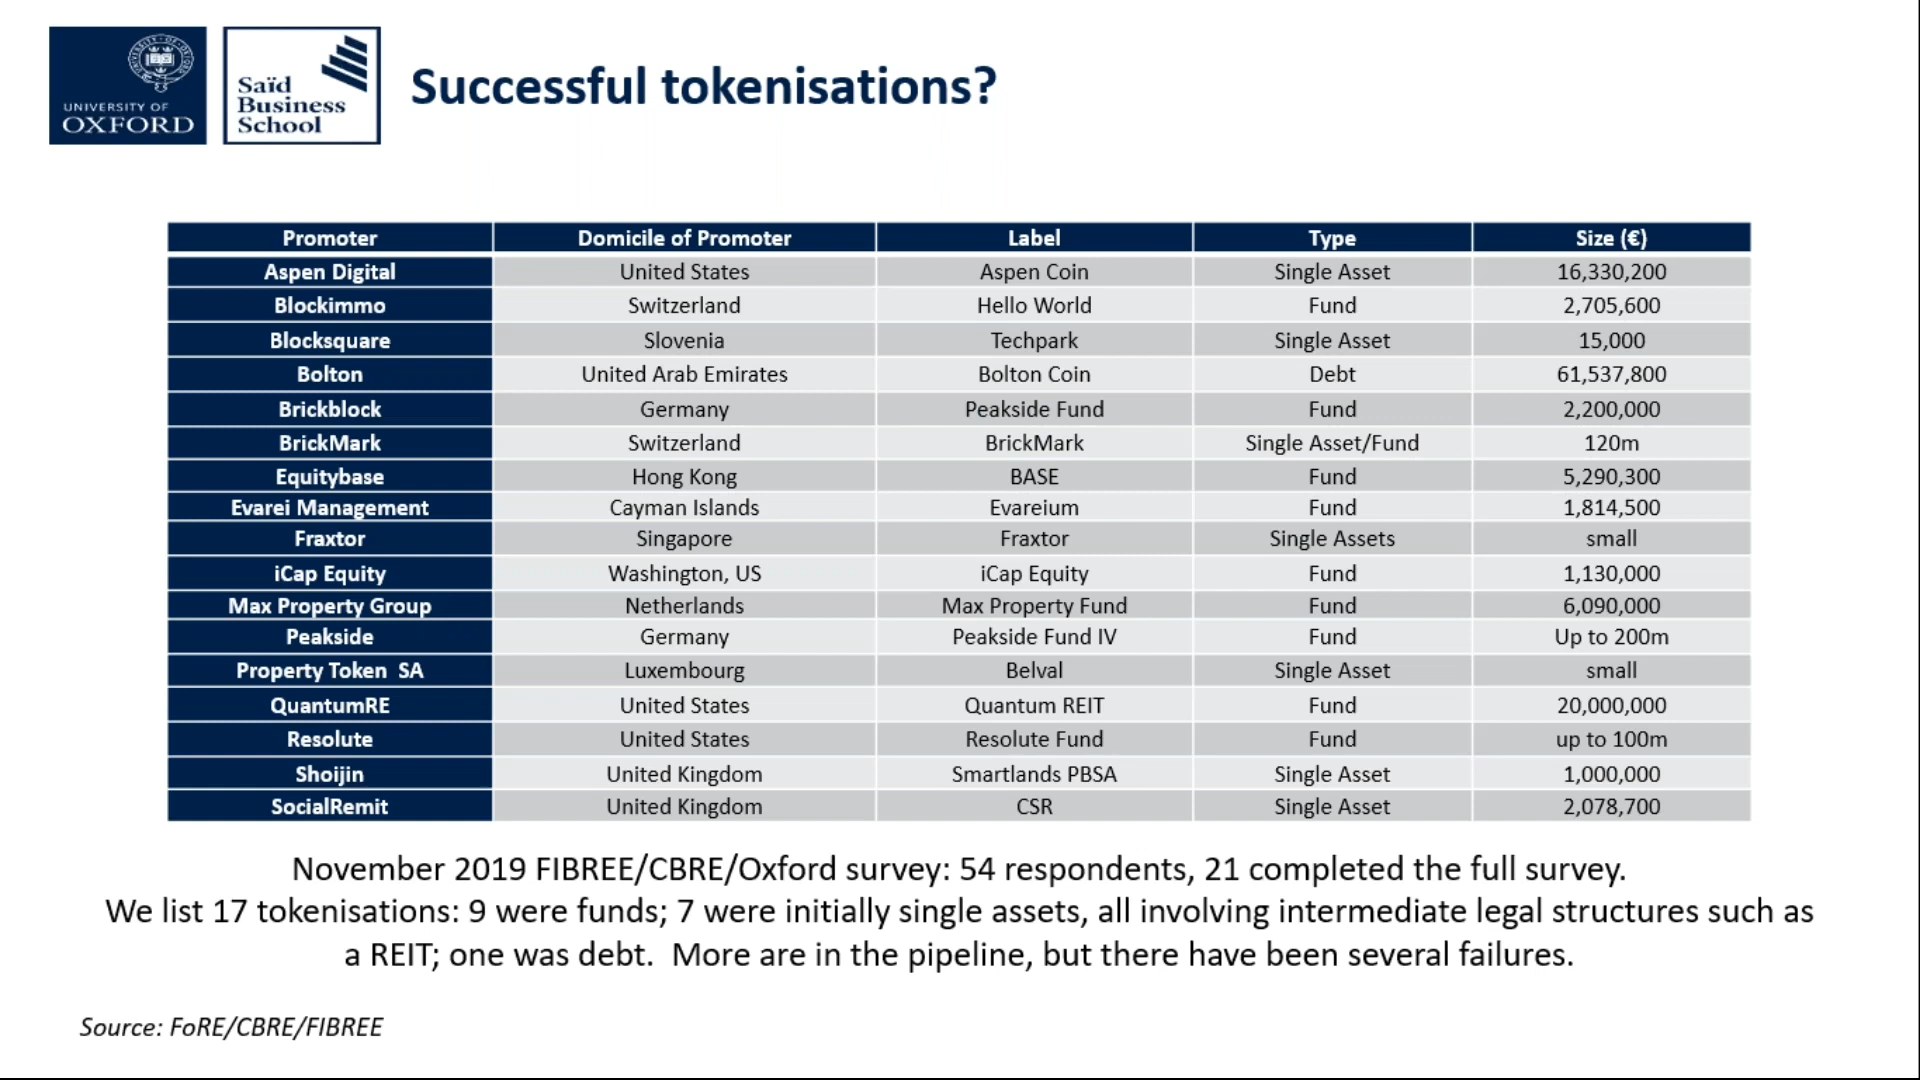 UNIVERSITY OF
OXFORD
Saïd
Business
School
Successful tokenisations?
Promoter Domicile of Promoter Label Type Size (€)
Aspen Digital United States Aspen Coin Single Asset 16,330,200
Blockimmo Switzerland Hello World Fund 2,705,600
Blocksquare Slovenia Techpark Single Asset 15,000
Bolton United Arab Emirates Bolton Coin Debt 61,537,800
Brickblock Germany Peakside Fund Fund 2,200,000
BrickMark Switzerland BrickMark Single Asset/Fund 120m
Equitybase Hong Kong BASE Fund 5,290,300
Evarei Management Cayman Islands Evareium Fund 1,814,500
Fraxtor Singapore Fraxtor Single Assets small
iCap Equity Washington, US iCap Equity Fund 1,130,000
Max Property Group Netherlands Max Property Fund Fund 6,090,000
Peakside Germany Peakside Fund IV Fund Up to 200m
Property Token SA Luxembourg Belval Single Asset small
QuantumRE United States Quantum REIT Fund 20,000,000
Resolute United States Resolute Fund Fund up to 100m
Shoijin United Kingdom Smartlands PBSA Single Asset 1,000,000
SocialRemit United Kingdom CSR Single Asset 2,078,700
November 2019 FIBREE/CBRE/Oxford survey: 54 respondents, 21 completed the full survey.
We list 17 tokenisations: 9 were funds; 7 were initially single assets, all involving intermediate legal structures such as
a REIT; one was debt. More are in the pipeline, but there have been several failures.
Source: FoRE/CBRE/FIBREE